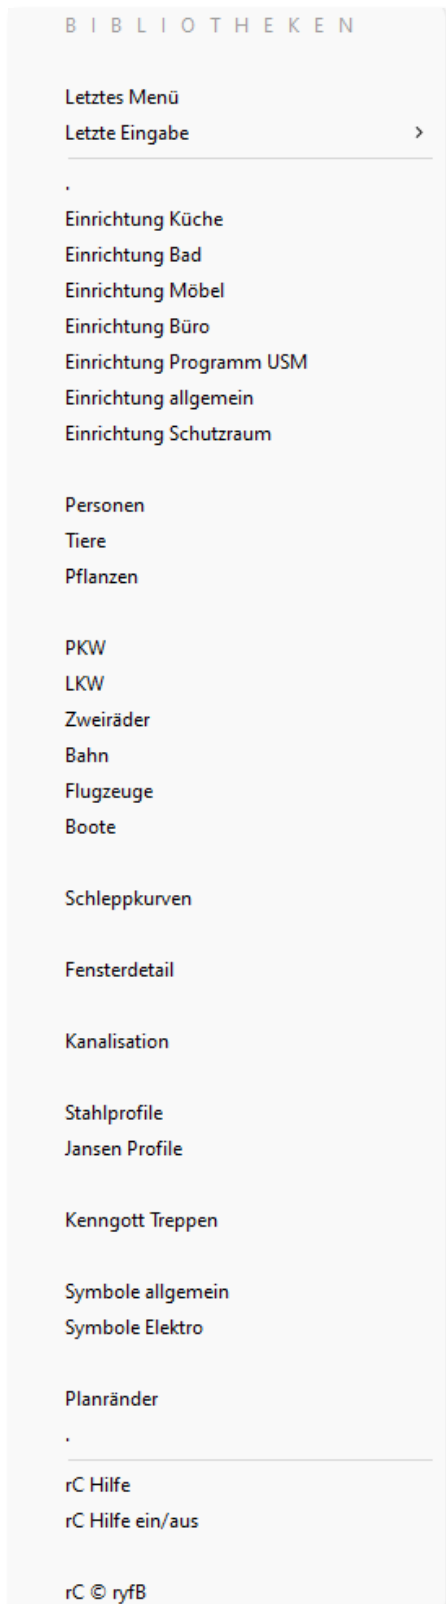 BIBLIOTHEKEN
Letztes Menü
Letzte Eingabe
.
Einrichtung Küche
Einrichtung Bad
Einrichtung Möbel
Einrichtung Büro
Einrichtung Programm USM
Einrichtung allgemein
Einrichtung Schutzraum
Personen
Tiere
Pflanzen
PKW
LKW
Zweiräder
Bahn
Flugzeuge
Boote
Schleppkurven
Fensterdetail
Kanalisation
Stahlprofile
Jansen Profile
Kenngott Treppen
Symbole allgemein
Symbole Elektro
Planränder
.
rC Hilfe
rC Hilfe ein/aus
rC © ryfB